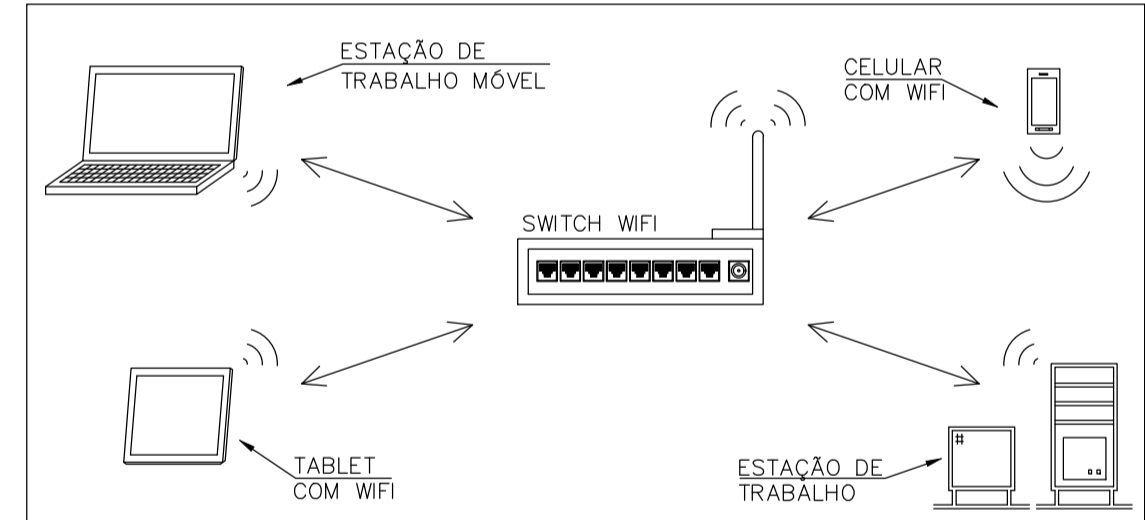 ESTAÇÃO DE
TRABALHO MÓVEL
CELULAR
COM WIFI
SWITCH WIFI
TABLET
COM WIFI
ESTAÇÃO DE
TRABALHO
#